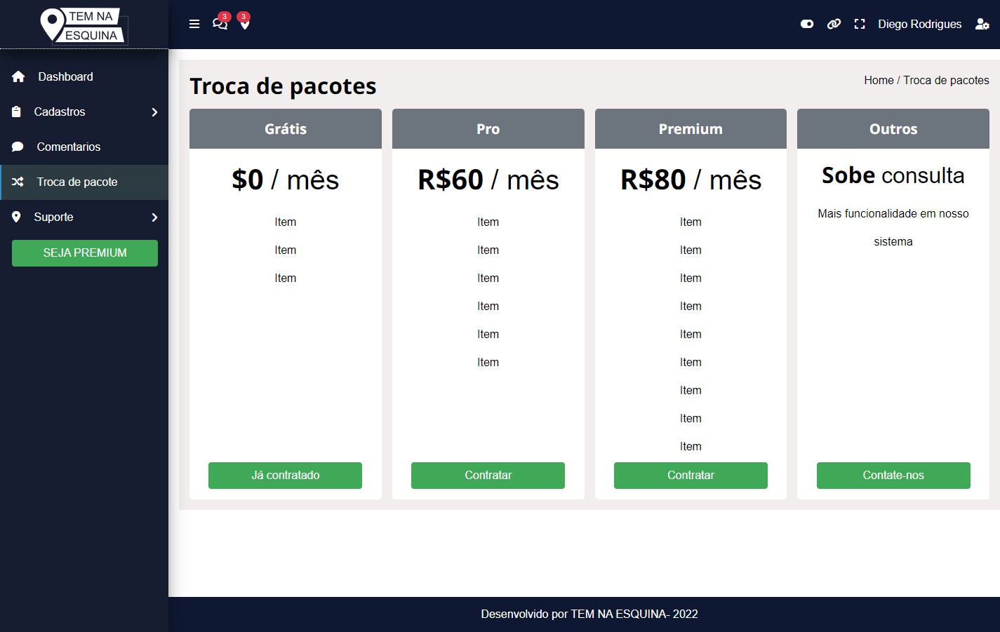 TEM NA
ESQUINA
3
3
Diego Rodrigues
Dashboard
Cadastros
Comentarios
Troca de pacote
Suporte
SEJA PREMIUM
Troca de pacotes
Home / Troca de pacotes
Grátis
$0 / mês
Item
Item
Item
Já contratado
Pro
R$60 / mês
Item
Item
Item
Item
Item
Item
Contratar
Premium
R$80 / mês
Item
Item
Item
Item
Item
Item
Item
Item
Item
Contratar
Outros
Sobe consulta
Mais funcionalidade em nosso
sistema
Contate-nos
Desenvolvido por TEM NA ESQUINA- 2022